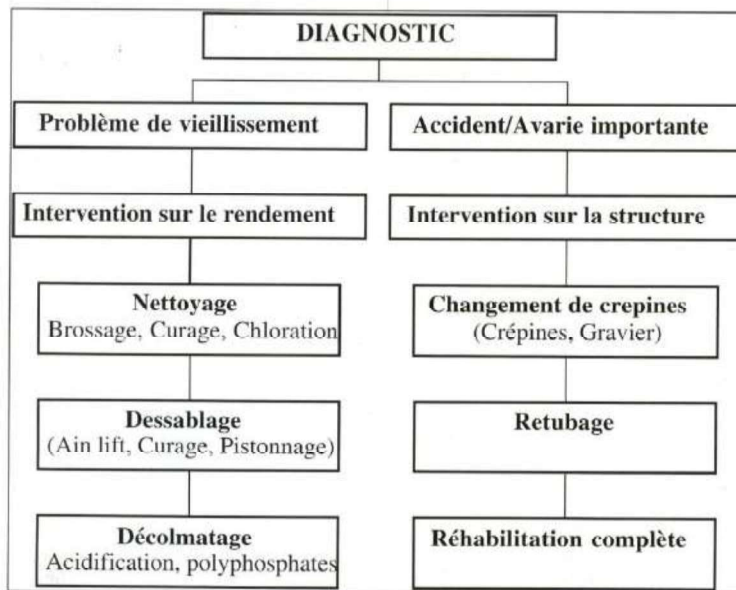 DIAGNOSTIC
Problème de vieillissement
Intervention sur le rendement
Nettoyage
Brossage, Curage, Chloration
Dessablage
(Ain lift, Curage, Pistonnage)
Décolmatage
Acidification, polyphosphates
Accident/Avarie importante
Intervention sur la structure
Changement de crepines
(Crépines, Gravier)
Retubage
Réhabilitation complète